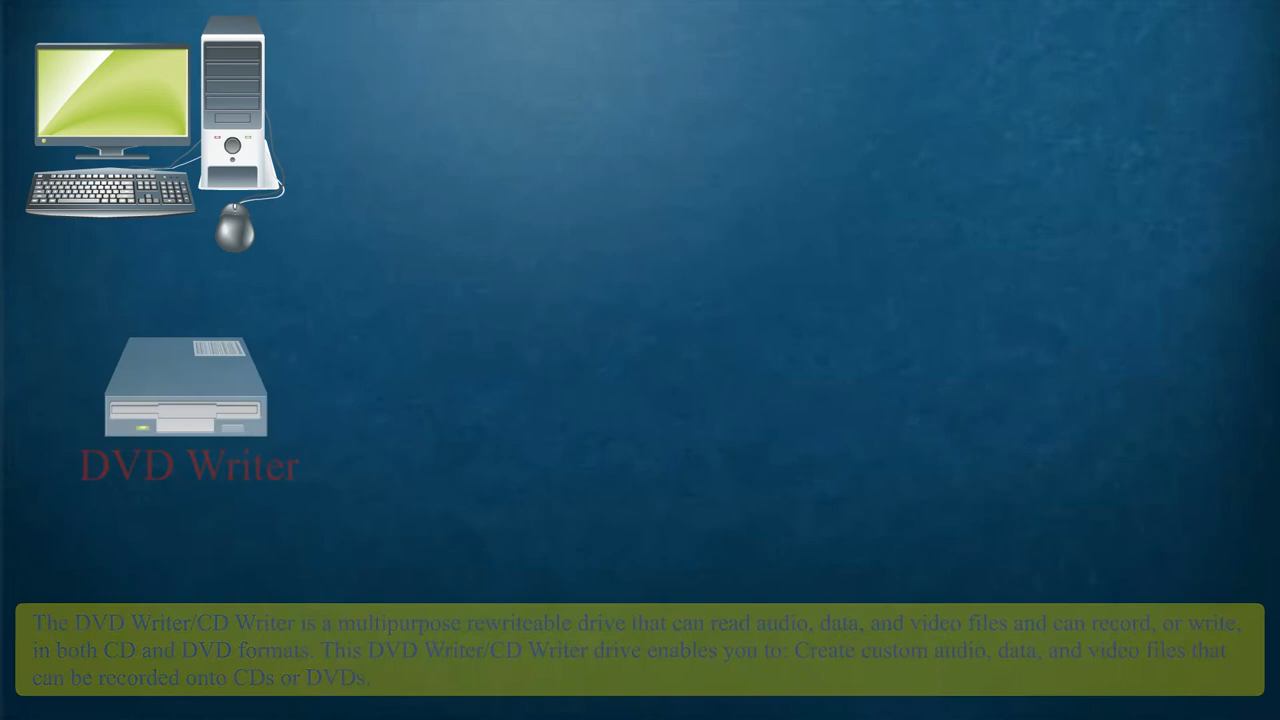 DVD Writer
The DVD Writer/CD Writer is a multipurpose rewriteable drive that can read audio, data, and video files and can record, or write,
in both CD and DVD formats. This DVD Writer/CD Writer drive enables you to: Create custom audio, data, and video files that
can be recorded onto CDs or DVDs.